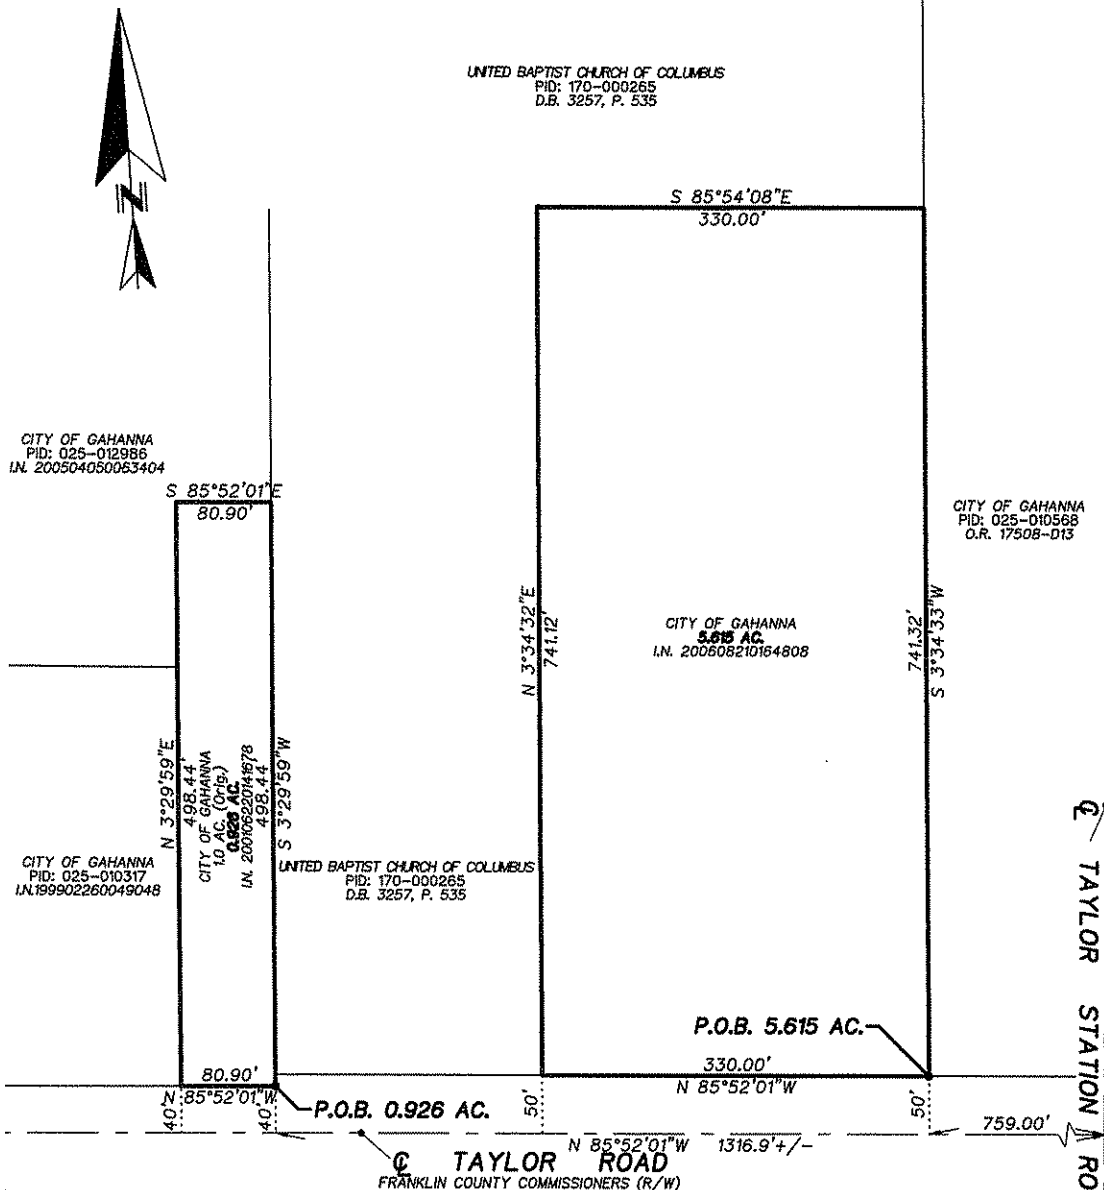 UNITED BAPTIST CHURCH OF COLUMBUS
PID: 170-000265
D.B. 3257, P. 535
N
S 85°54'08"E
330.00'
CITY OF GAHANNA
PID: 025-012986
I.N. 200504050063404
S 85°52'01"E
80.90'
CITY OF GAHANNA
PID: 025-010568
O.R. 17508-D13
N 3°34'32"E
741.12'
CITY OF GAHANNA
5.615 AC.
I.N. 200608210164808
741.32'
S 3°34'33"W
N 3°29'59"E
498.44'
CITY OF GAHANNA
1.0 AC. (Orig.)
0.926 AC.
I.N. 200106220141678
498.44'
S 3°29'59"W
CITY OF GAHANNA
PID: 025-010317
I.N.199902260049048
UNITED BAPTIST CHURCH OF COLUMBUS
PID: 170-000265
D.B. 3257, P. 535
℄ TAYLOR STATION RO
P.O.B. 5.615 AC.
330.00'
N 85°52'01"W
80.90'
N 85°52'01"W
P.O.B. 0.926 AC.
40'
40'
50'
50'
759.00'
N 85°52'01"W 1316.9'+/-
℄ TAYLOR ROAD
FRANKLIN COUNTY COMMISSIONERS (R/W)